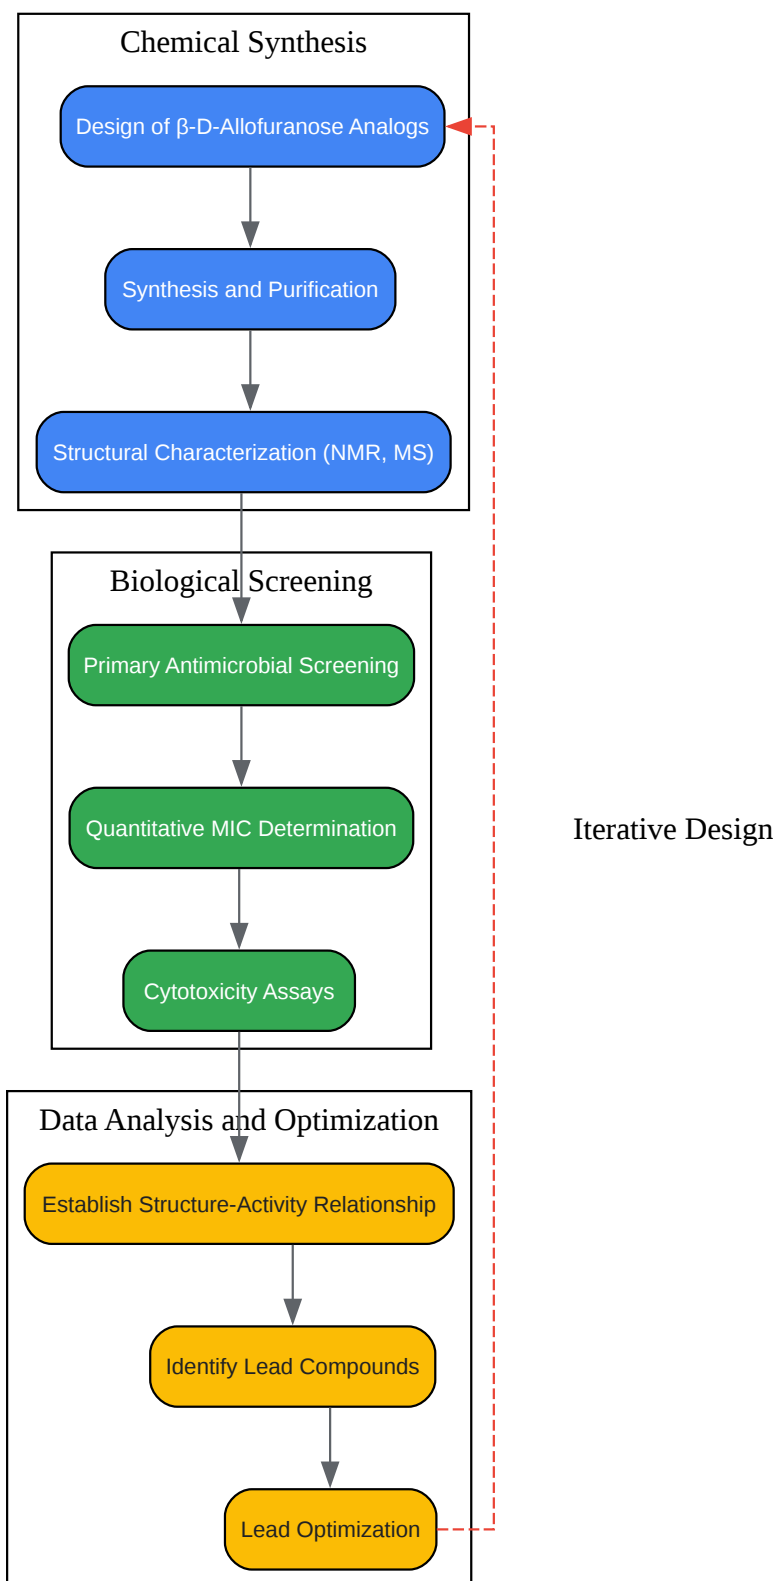 Chemical Synthesis
Design of β-D-Allofuranose Analogs
Synthesis and Purification
Structural Characterization (NMR, MS)
Biological Screening
Primary Antimicrobial Screening
Quantitative MIC Determination
Iterative Design
Cytotoxicity Assays
Data Analysis and Optimization
Establish Structure-Activity Relationship
Identify Lead Compounds
Lead Optimization